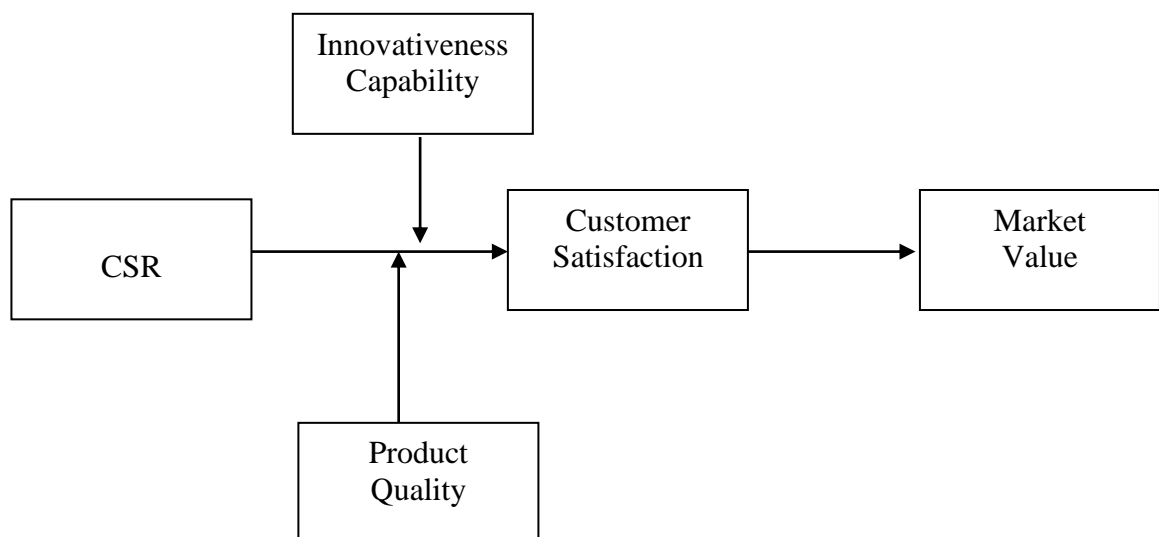 Innovativeness
Capability
CSR
Customer
Satisfaction
Market
Value
Product
Quality